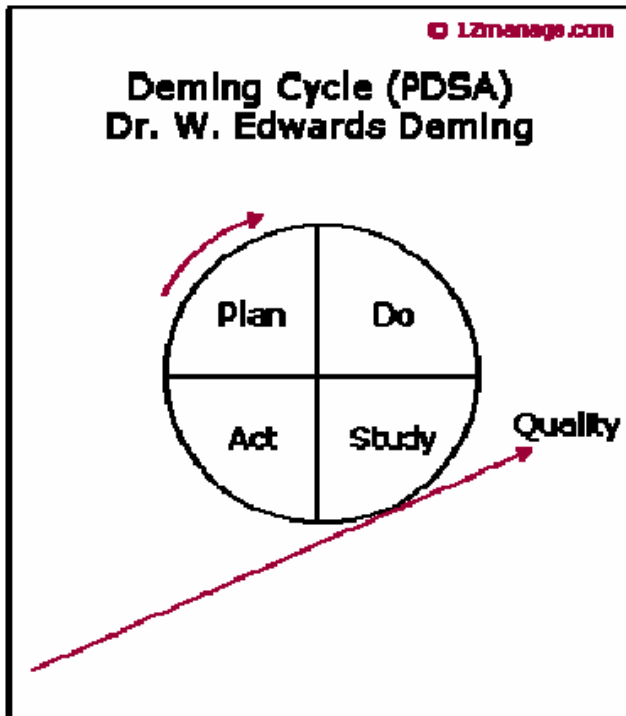 © 12manage.com
Deming Cycle (PDSA)
Dr. W. Edwards Deming
Plan
Do
Act
Study
Quality